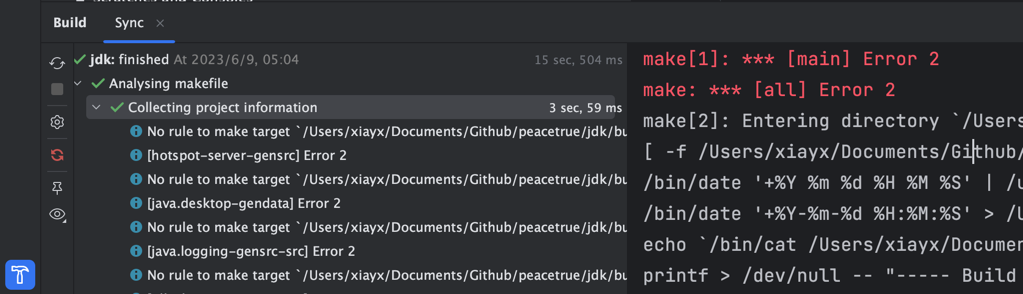 Build Sync ×
jdk: finished At 2023/6/9, 05:04 15 sec, 504 ms
Analysing makefile
Collecting project information 3 sec, 59 ms
No rule to make target `/Users/xiayx/Documents/Github/peacetrue/jdk/bu
[hotspot-server-gensrc] Error 2
No rule to make target `/Users/xiayx/Documents/Github/peacetrue/jdk/bu
[java.desktop-gendata] Error 2
No rule to make target `/Users/xiayx/Documents/Github/peacetrue/jdk/bu
[java.logging-gensrc-src] Error 2
No rule to make target `/Users/xiayx/Documents/Github/peacetrue/jdk/bu
make[1]: *** [main] Error 2
make: *** [all] Error 2
make[2]: Entering directory `/Users
[ -f /Users/xiayx/Documents/Github/
/bin/date '+%Y %m %d %H %M %S' | /u
/bin/date '+%Y-%m-%d %H:%M:%S' > /U
echo `/bin/cat /Users/xiayx/Documen
printf > /dev/null -- "----- Build